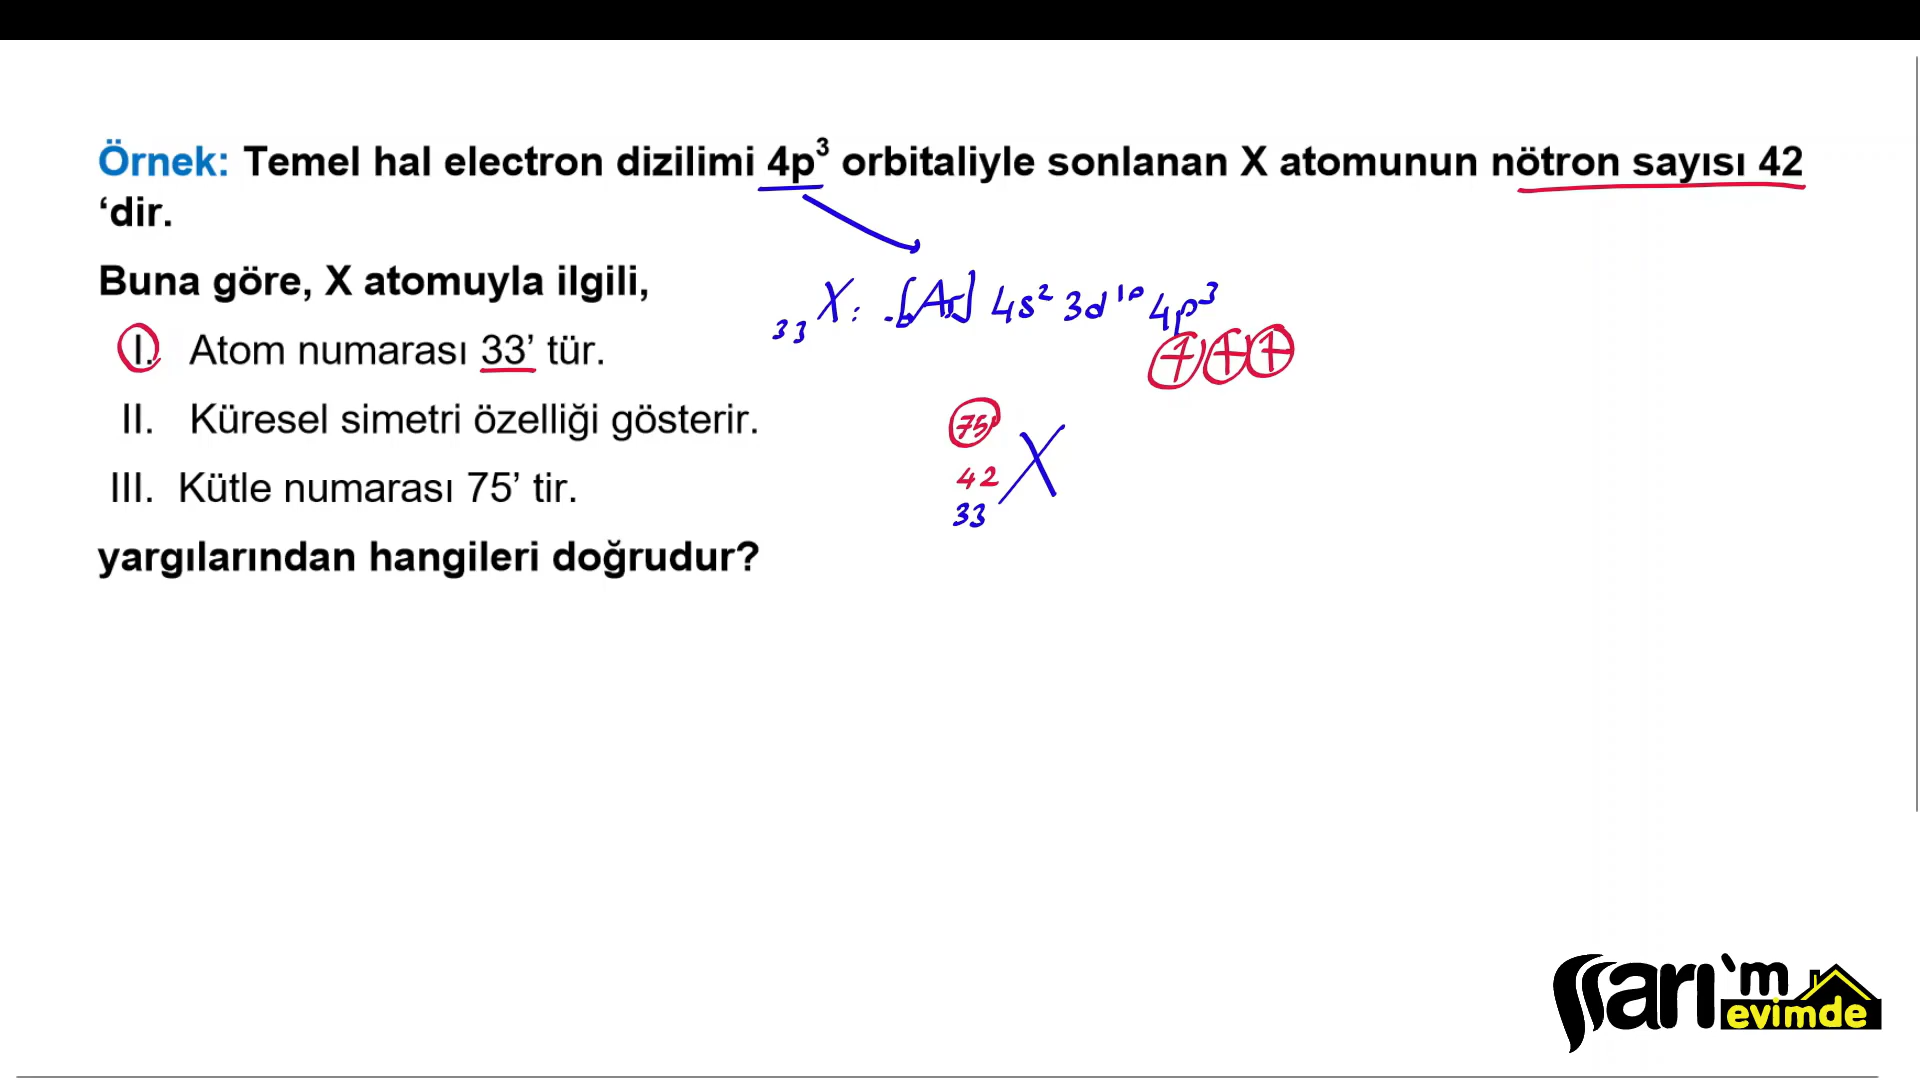 Örnek: Temel hal electron dizilimi 4p³ orbitaliyle sonlanan X atomunun nötron sayısı 42
‘dir.
Buna göre, X atomuyla ilgili,
₃₃X: [Ar] 4s² 3d¹⁰ 4p³
I. Atom numarası 33’ tür.
II. Küresel simetri özelliği gösterir.
75
42 X
33
III. Kütle numarası 75’ tir.
yargılarından hangileri doğrudur?
sarı'm
evimde